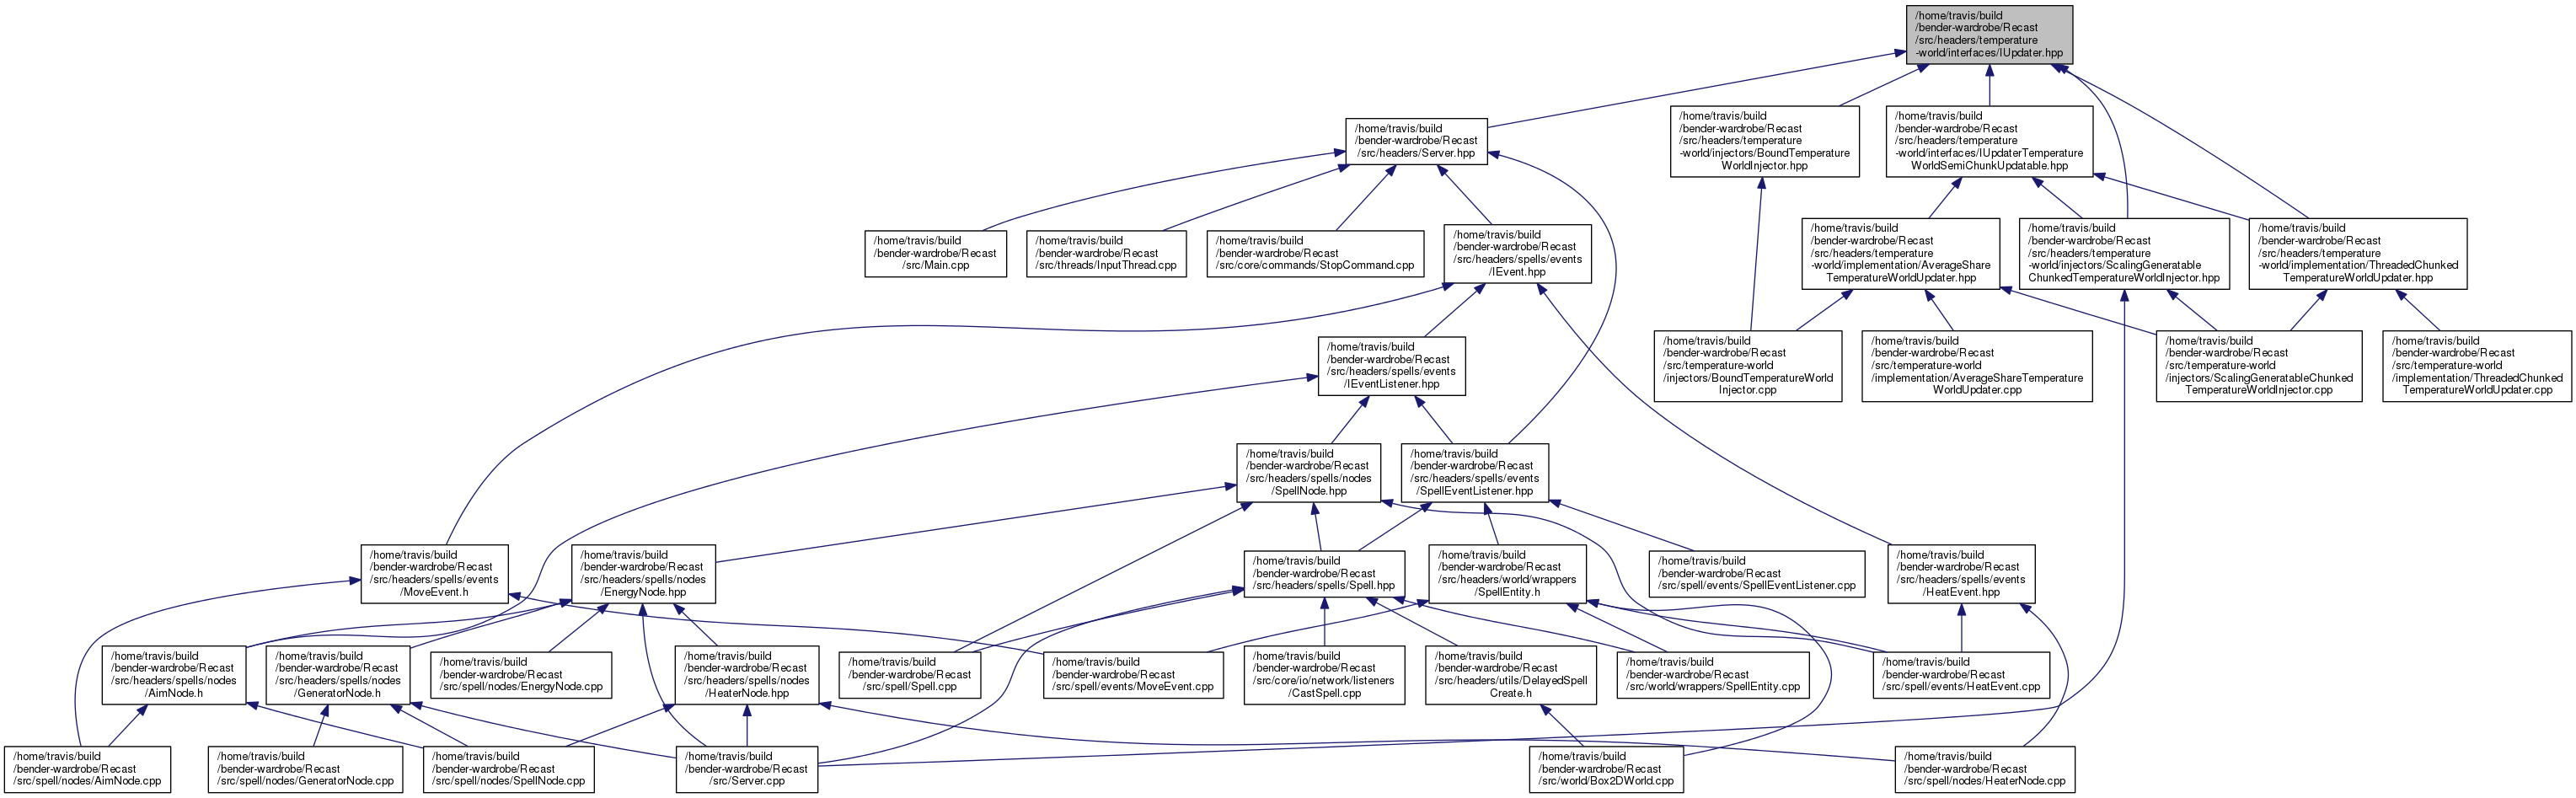 /home/travis/build
/bender-wardrobe/Recast
/src/headers/temperature
-world/interfaces/IUpdater.hpp
/home/travis/build
/bender-wardrobe/Recast
/src/headers/Server.hpp
/home/travis/build
/bender-wardrobe/Recast
/src/headers/temperature
-world/injectors/BoundTemperature
WorldInjector.hpp
/home/travis/build
/bender-wardrobe/Recast
/src/headers/temperature
-world/interfaces/IUpdaterTemperature
WorldSemiChunkUpdatable.hpp
/home/travis/build
/bender-wardrobe/Recast
/src/Main.cpp
/home/travis/build
/bender-wardrobe/Recast
/src/threads/InputThread.cpp
/home/travis/build
/bender-wardrobe/Recast
/src/core/commands/StopCommand.cpp
/home/travis/build
/bender-wardrobe/Recast
/src/headers/spells/events
/IEvent.hpp
/home/travis/build
/bender-wardrobe/Recast
/src/headers/temperature
-world/implementation/AverageShare
TemperatureWorldUpdater.hpp
/home/travis/build
/bender-wardrobe/Recast
/src/headers/temperature
-world/injectors/ScalingGeneratable
ChunkedTemperatureWorldInjector.hpp
/home/travis/build
/bender-wardrobe/Recast
/src/headers/temperature
-world/implementation/ThreadedChunked
TemperatureWorldUpdater.hpp
/home/travis/build
/bender-wardrobe/Recast
/src/headers/spells/events
/IEventListener.hpp
/home/travis/build
/bender-wardrobe/Recast
/src/temperature-world
/injectors/BoundTemperatureWorld
Injector.cpp
/home/travis/build
/bender-wardrobe/Recast
/src/temperature-world
/implementation/AverageShareTemperature
WorldUpdater.cpp
/home/travis/build
/bender-wardrobe/Recast
/src/temperature-world
/injectors/ScalingGeneratableChunked
TemperatureWorldInjector.cpp
/home/travis/build
/bender-wardrobe/Recast
/src/temperature-world
/implementation/ThreadedChunked
TemperatureWorldUpdater.cpp
/home/travis/build
/bender-wardrobe/Recast
/src/headers/spells/nodes
/SpellNode.hpp
/home/travis/build
/bender-wardrobe/Recast
/src/headers/spells/events
/SpellEventListener.hpp
/home/travis/build
/bender-wardrobe/Recast
/src/headers/spells/events
/MoveEvent.h
/home/travis/build
/bender-wardrobe/Recast
/src/headers/spells/nodes
/EnergyNode.hpp
/home/travis/build
/bender-wardrobe/Recast
/src/headers/spells/Spell.hpp
/home/travis/build
/bender-wardrobe/Recast
/src/headers/world/wrappers
/SpellEntity.h
/home/travis/build
/bender-wardrobe/Recast
/src/spell/events/SpellEventListener.cpp
/home/travis/build
/bender-wardrobe/Recast
/src/headers/spells/events
/HeatEvent.hpp
/home/travis/build
/bender-wardrobe/Recast
/src/headers/spells/nodes
/AimNode.h
/home/travis/build
/bender-wardrobe/Recast
/src/headers/spells/nodes
/GeneratorNode.h
/home/travis/build
/bender-wardrobe/Recast
/src/spell/nodes/EnergyNode.cpp
/home/travis/build
/bender-wardrobe/Recast
/src/headers/spells/nodes
/HeaterNode.hpp
/home/travis/build
/bender-wardrobe/Recast
/src/spell/Spell.cpp
/home/travis/build
/bender-wardrobe/Recast
/src/spell/events/MoveEvent.cpp
/home/travis/build
/bender-wardrobe/Recast
/src/core/io/network/listeners
/CastSpell.cpp
/home/travis/build
/bender-wardrobe/Recast
/src/headers/utils/DelayedSpell
Create.h
/home/travis/build
/bender-wardrobe/Recast
/src/world/wrappers/SpellEntity.cpp
/home/travis/build
/bender-wardrobe/Recast
/src/spell/events/HeatEvent.cpp
/home/travis/build
/bender-wardrobe/Recast
/src/spell/nodes/AimNode.cpp
/home/travis/build
/bender-wardrobe/Recast
/src/spell/nodes/GeneratorNode.cpp
/home/travis/build
/bender-wardrobe/Recast
/src/spell/nodes/SpellNode.cpp
/home/travis/build
/bender-wardrobe/Recast
/src/Server.cpp
/home/travis/build
/bender-wardrobe/Recast
/src/world/Box2DWorld.cpp
/home/travis/build
/bender-wardrobe/Recast
/src/spell/nodes/HeaterNode.cpp